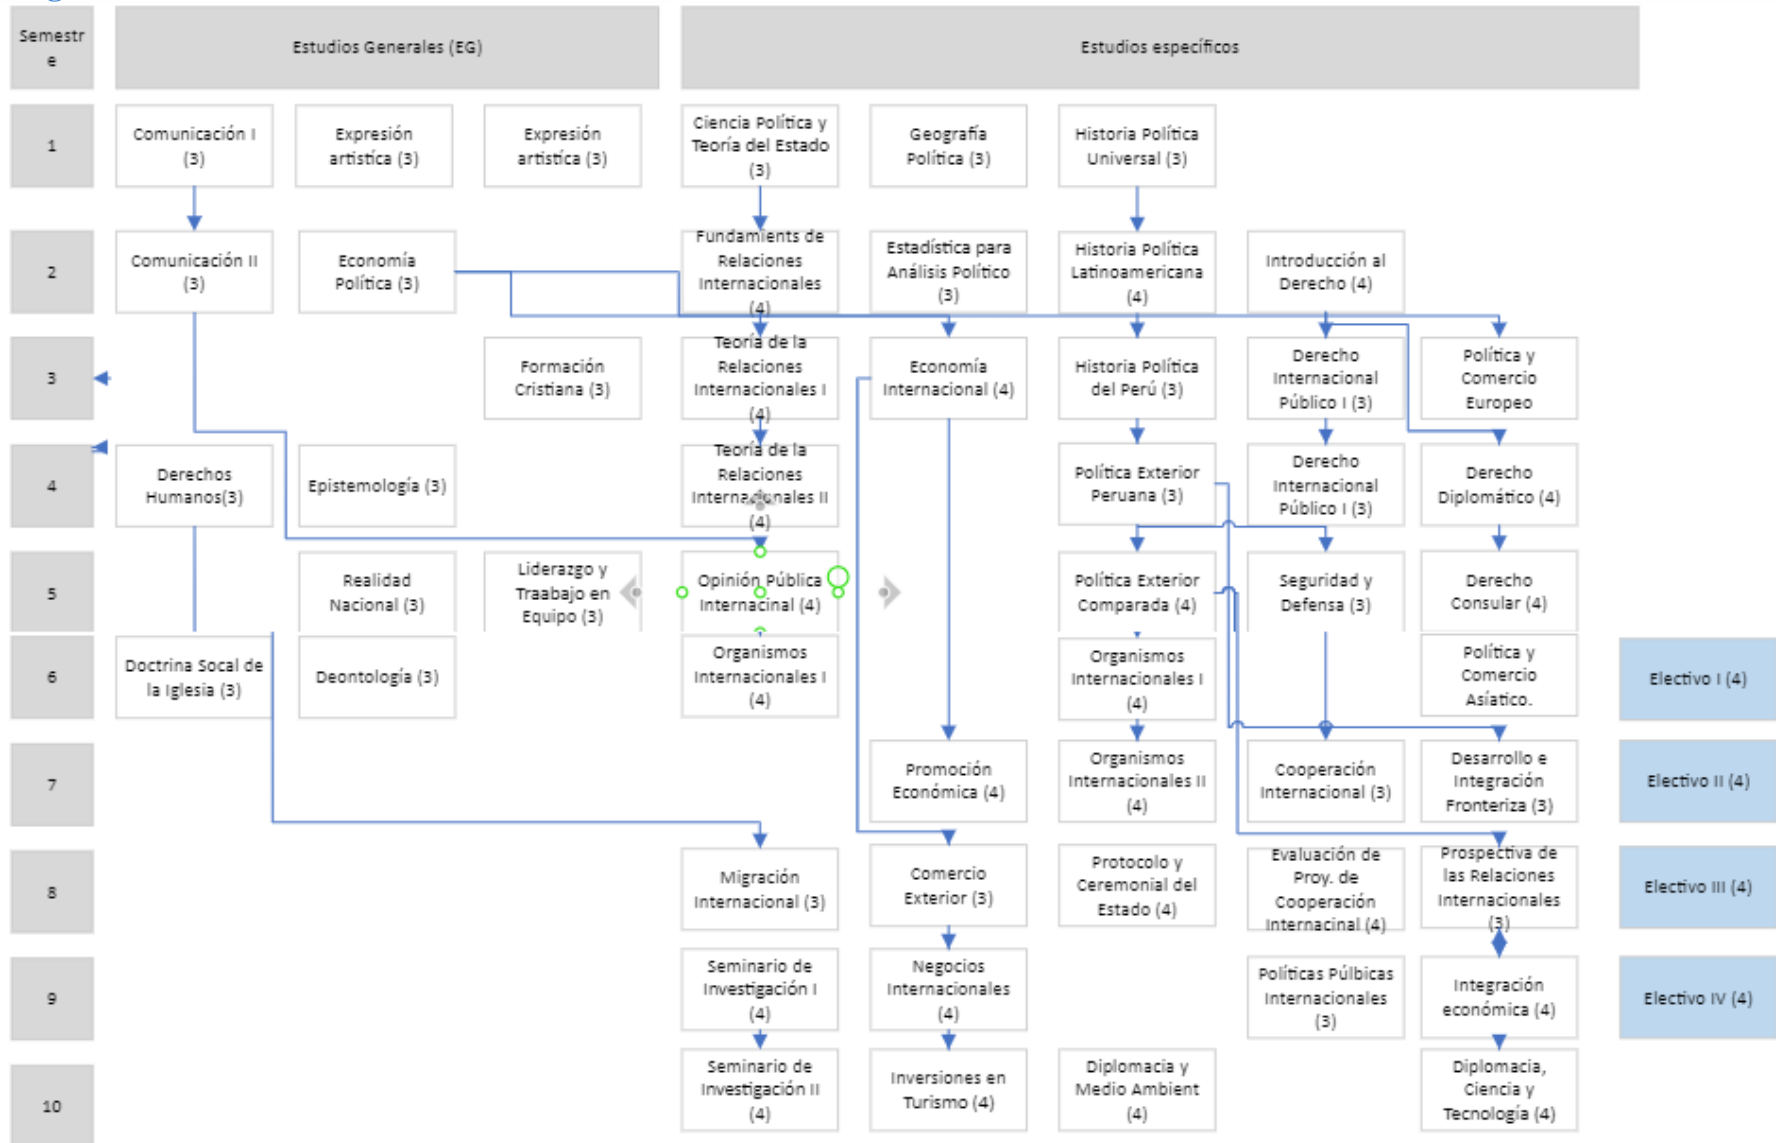 Semestr
e
Estudios Generales (EG)
Estudios específicos
1
Comunicación I
(3)
Expresión
artistíca (3)
Expresión
artistíca (3)
Ciencia Política y
Teoría del Estado
(3)
Geografía
Política (3)
Historia Política
Universal (3)
2
Comunicación II
(3)
Economía
Política (3)
Fundamients de
Relaciones
Internacionales
(4)
Estadística para
Análisis Político
(3)
Historia Política
Latinoamericana
(4)
Introducción al
Derecho (4)
3
Formación
Cristiana (3)
Teoría de la
Relaciones
Internacionales I
(4)
Economía
Internacional (4)
Historia Política
del Perú (3)
Derecho
Internacional
Público I (3)
Política y
Comercio
Europeo
4
Derechos
Humanos(3)
Epistemología (3)
Teoría de la
Relaciones
Internacionales II
(4)
Política Exterior
Peruana (3)
Derecho
Internacional
Público I (3)
Derecho
Diplomático (4)
5
Realidad
Nacional (3)
Liderazgo y
Traabajo en
Equipo (3)
Opinión Pública
Internacinal (4)
Política Exterior
Comparada (4)
Seguridad y
Defensa (3)
Derecho
Consular (4)
6
Doctrina Socal de
la Iglesia (3)
Deontología (3)
Organismos
Internacionales I
(4)
Organismos
Internacionales I
(4)
Política y
Comercio
Asíatico.
Electivo I (4)
7
Promoción
Económica (4)
Organismos
Internacionales II
(4)
Cooperación
Internacional (3)
Desarrollo e
Integración
Fronteriza (3)
Electivo II (4)
8
Migración
Internacional (3)
Comercio
Exterior (3)
Protocolo y
Ceremonial del
Estado (4)
Evaluación de
Proy. de
Cooperación
Internacinal (4)
Prospectiva de
las Relaciones
Internacionales
(3)
Electivo III (4)
9
Seminario de
Investigación I
(4)
Negocios
Internacionales
(4)
Políticas Púlbicas
Internacionales
(3)
Integración
económica (4)
Electivo IV (4)
10
Seminario de
Investigación II
(4)
Inversiones en
Turismo (4)
Diplomacia y
Medio Ambient
(4)
Diplomacia,
Ciencia y
Tecnología (4)